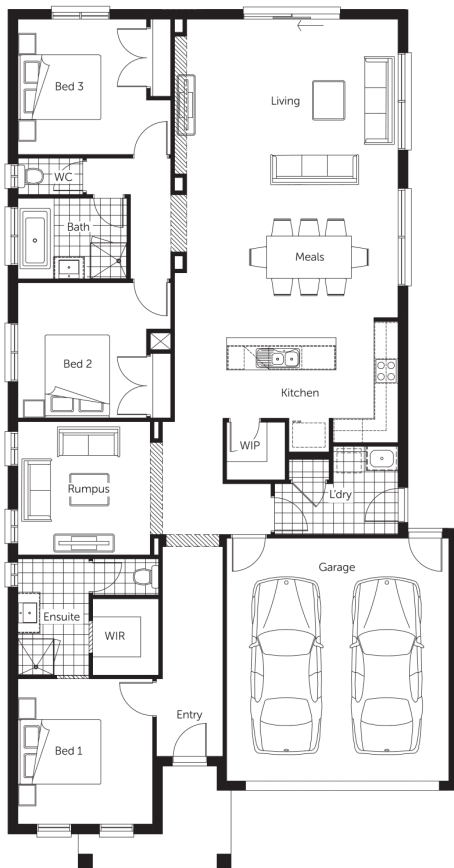 Bed 3
Living
WC
Bath
Meals
Bed 2
Kitchen
WIP
Rumpus
L'dry
Garage
Ensuite
WIR
Entry
Bed 1